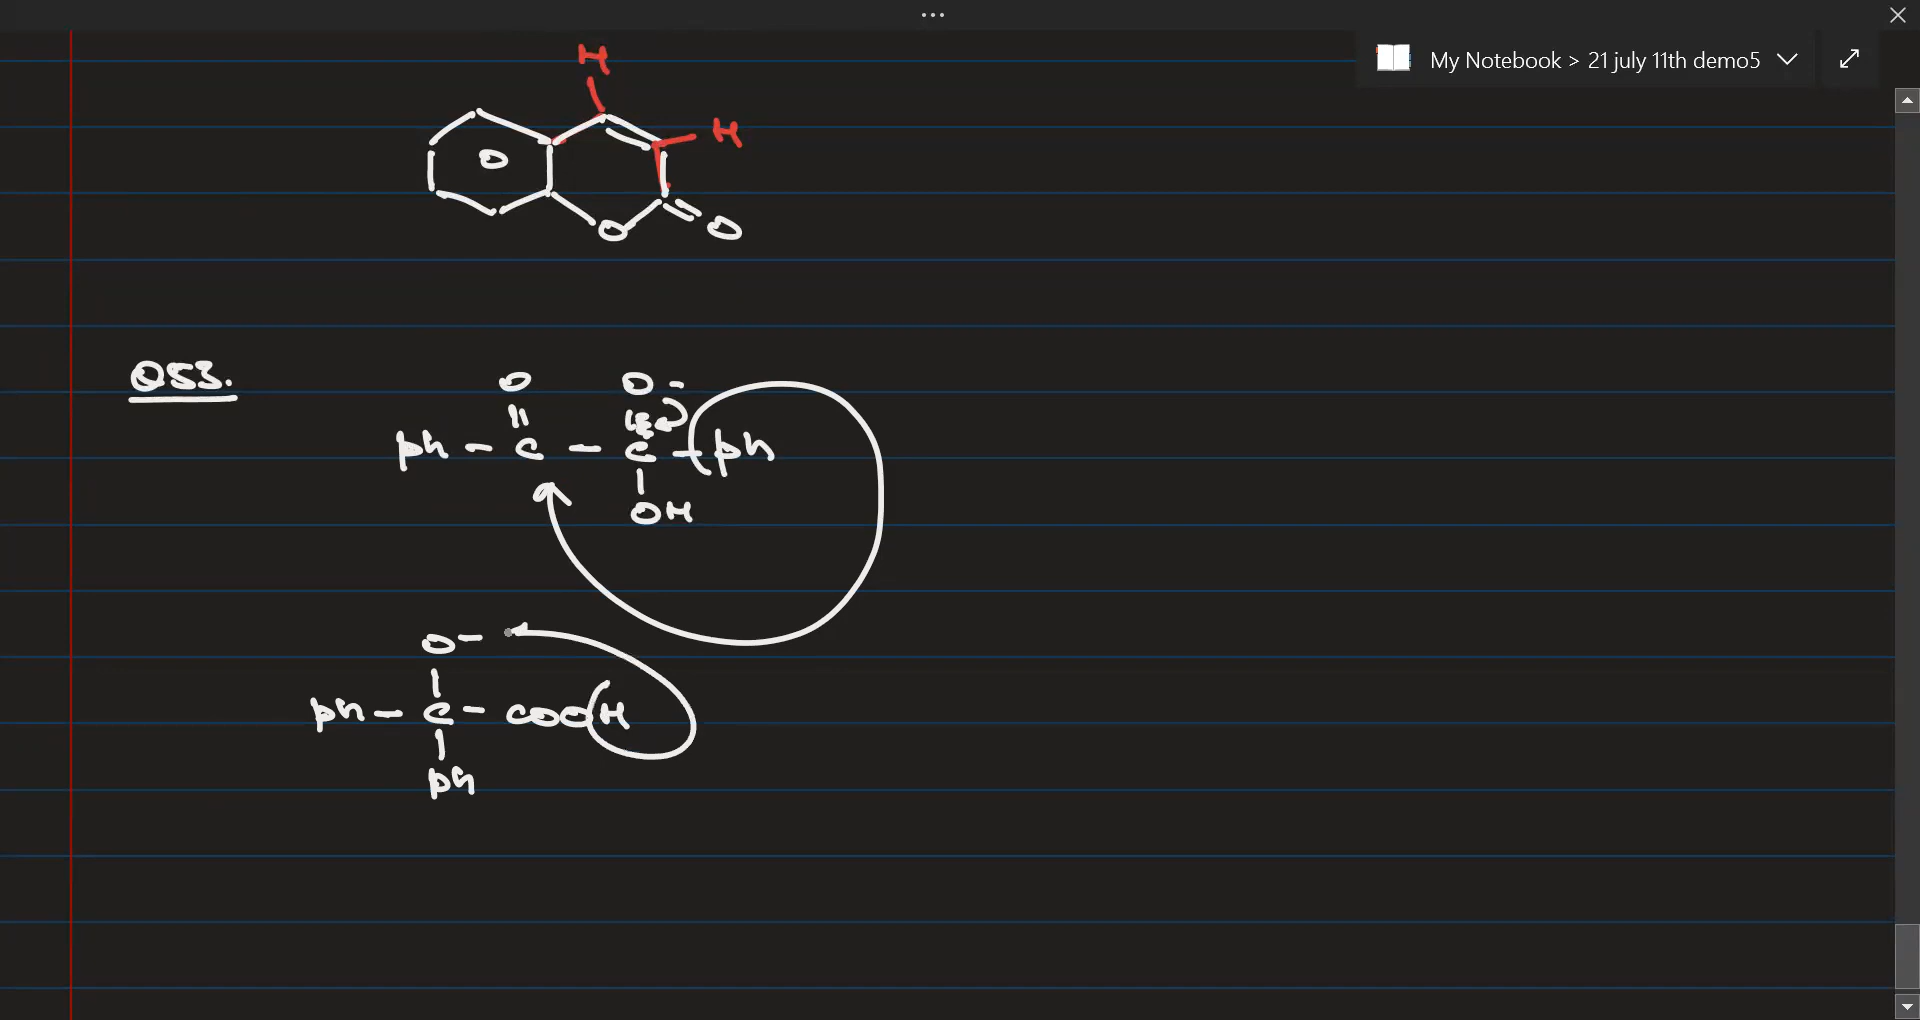 ...
My Notebook > 21 july 11th demo5
H
H
O
O
O
Q53.
O O-
ph - C - C - ph
OH
O-
ph - C - COOH
ph